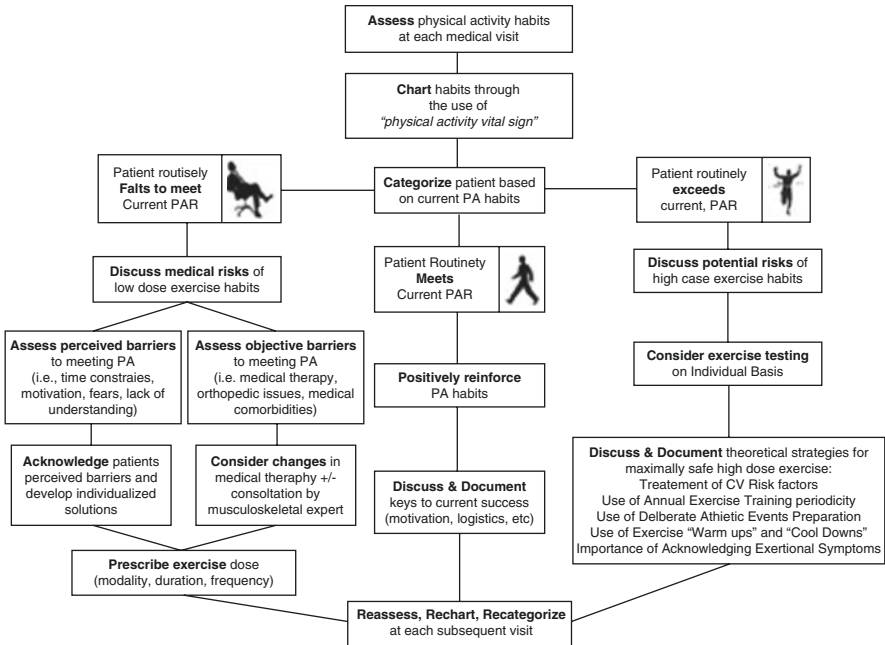 Assess physical activity habits
at each medical visit
Chart habits through
the use of
“physical activity vital sign”
Patient routisely
Falts to meet
Current PAR
Categorize patient based
on current PA habits
Patient routinely
exceeds
current, PAR
Discuss medical risks of
low dose exercise habits
Patient Routinety
Meets
Current PAR
Discuss potential risks of
high case exercise habits
Assess perceived barriers
to meeting PA
(i.e., time constraies,
motivation, fears, lack of
understanding)
Assess objective barriers
to meeting PA
(i.e. medical therapy,
orthopedic issues, medical
comorbidities)
Positively reinforce
PA habits
Consider exercise testing
on Individual Basis
Acknowledge patients
perceived barriers and
develop individualized
solutions
Consider changes in
medical theraphy +/-
consoltation by
musculoskeletal expert
Discuss & Document
keys to current success
(motivation, logistics, etc)
Discuss & Document theoretical strategies for
maximally safe high dose exercise:
Treatement of CV Risk factors
Use of Annual Exercise Training periodicity
Use of Deliberate Athletic Events Preparation
Use of Exercise “Warm ups” and “Cool Downs”
Importance of Acknowledging Exertional Symptoms
Prescribe exercise dose
(modality, duration, frequency)
Reassess, Rechart, Recategorize
at each subsequent visit